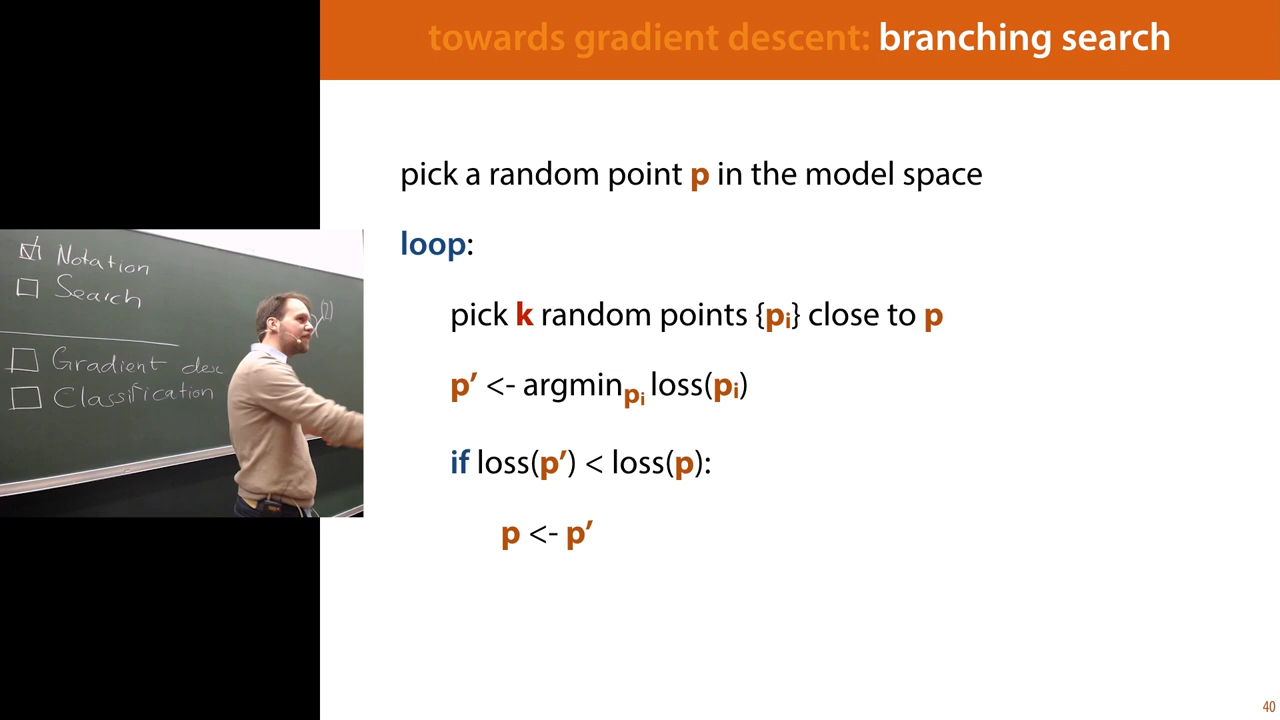 towards gradient descent: branching search
pick a random point p in the model space
loop:
pick k random points {pᵢ} close to p
p’ <- argminpᵢ loss(pᵢ)
if loss(p’) < loss(p):
p <- p’
40
Notation
Search
Gradient desc
Classification